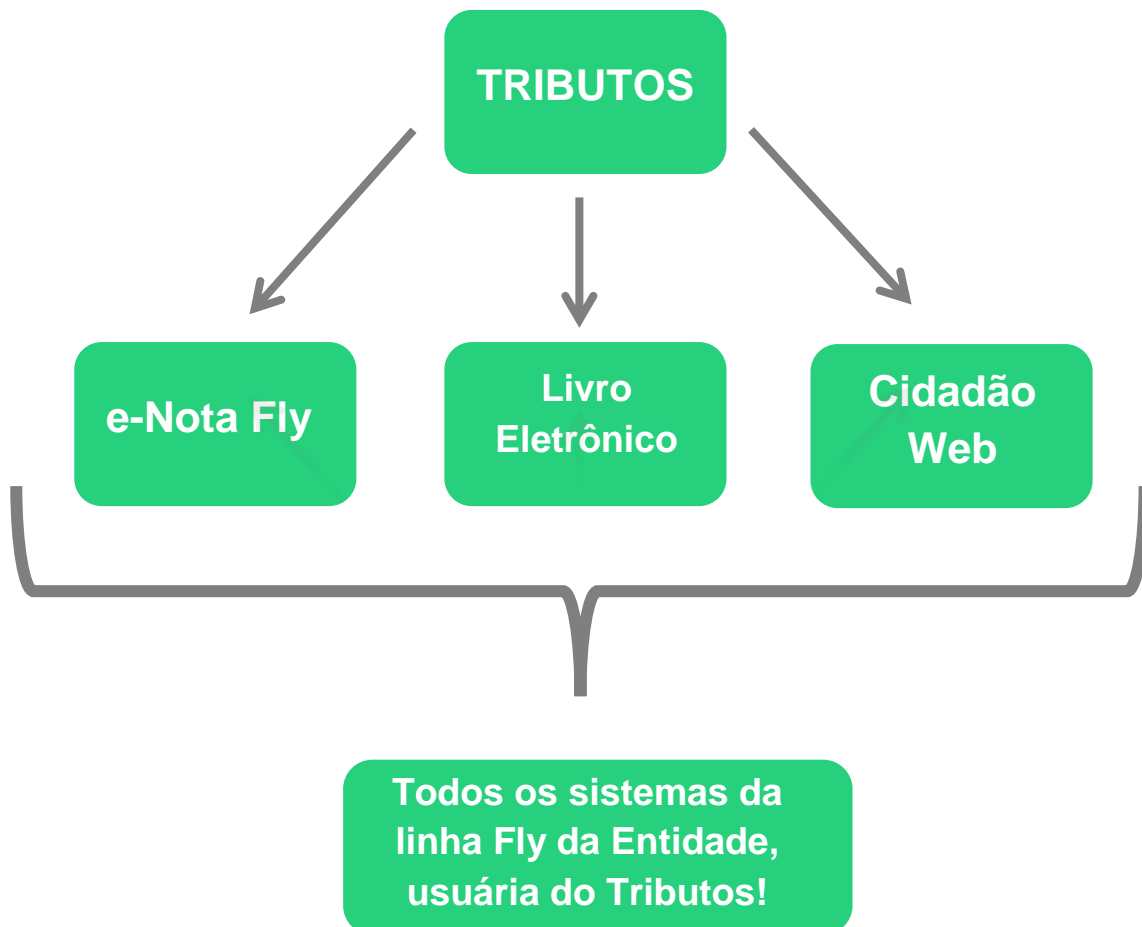 TRIBUTOS
e-Nota Fly
Livro
Eletrônico
Cidadão
Web
Todos os sistemas da
linha Fly da Entidade,
usuária do Tributos!